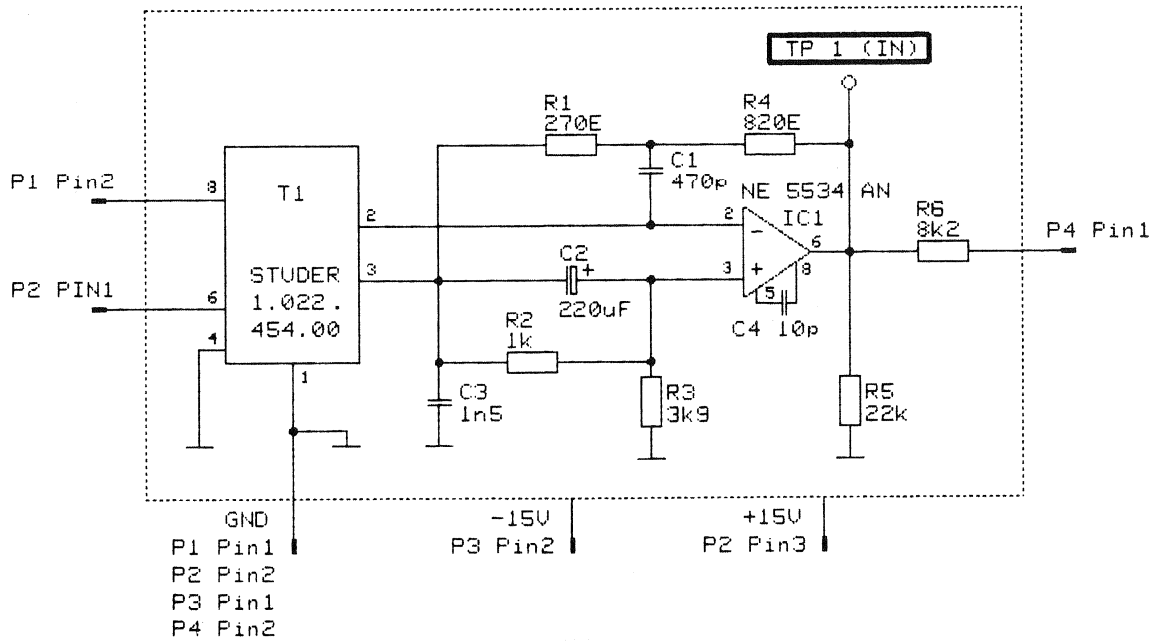 TP 1 (IN)
R1
270E
R4
820E
C1
470p
P1 Pin2
8
T1
2
2
NE 5534 AN
IC1
-
6
R6
8k2
P4 Pin1
P2 PIN1
6
4
STUDER
1.022.
454.00
3
C2
+
220uF
3
+
8
5
C4 10p
R2
1k
1
C3
1n5
R3
3k9
R5
22k
GND
P1 Pin1
P2 Pin2
P3 Pin1
P4 Pin2
-15V
P3 Pin2
+15V
P2 Pin3